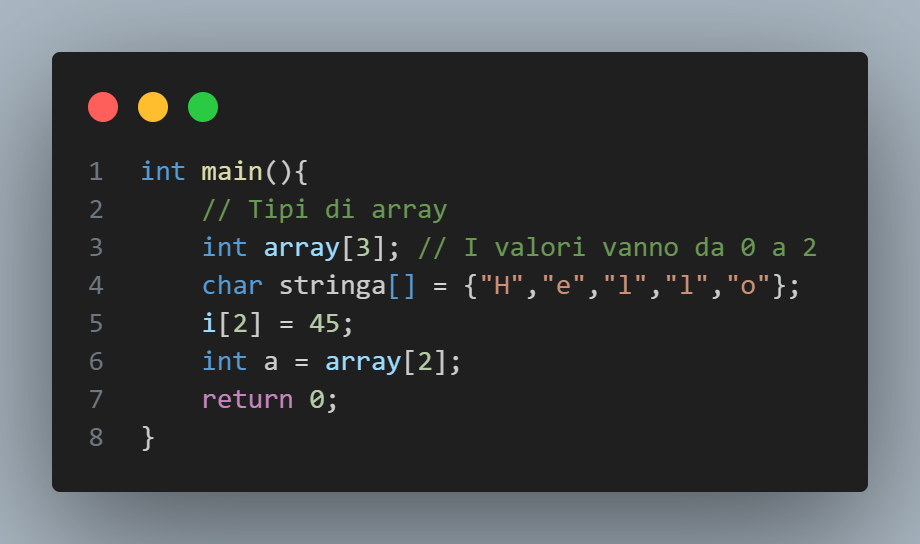 1 int main(){
2     // Tipi di array
3     int array[3]; // I valori vanno da 0 a 2
4     char stringa[] = {"H","e","l","l","o"};
5     i[2] = 45;
6     int a = array[2];
7     return 0;
8 }